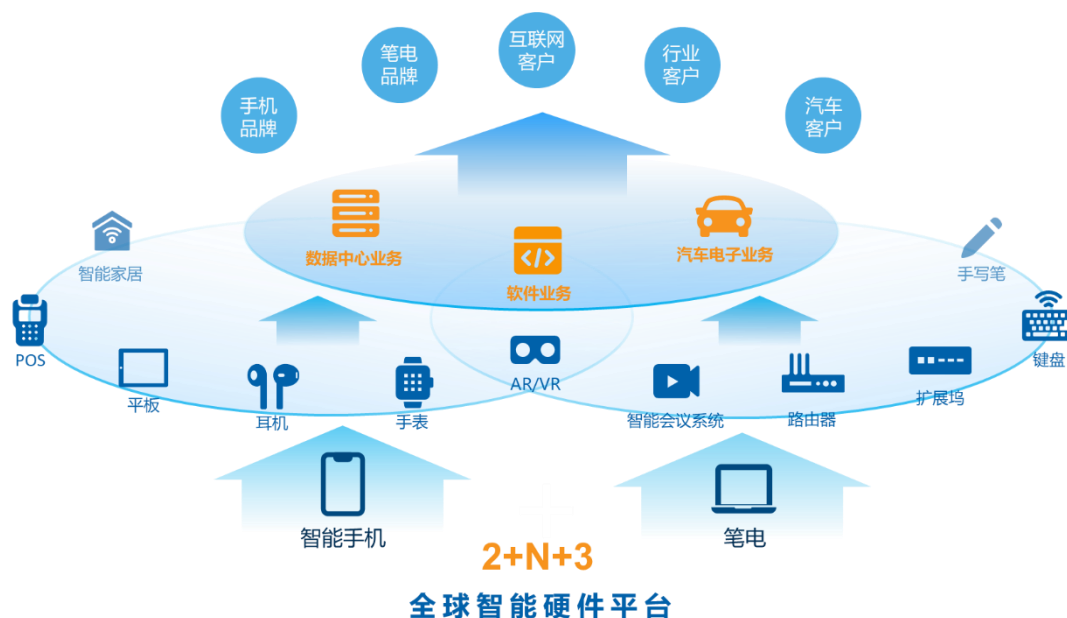 互联网
客户
笔电
品牌
行业
客户
手机
品牌
汽车
客户
数据中心业务
汽车电子业务
软件业务
智能家居
手写笔
POS
键盘
平板
耳机
手表
AR/VR
智能会议系统
路由器
扩展坞
智能手机
笔电
2+N+3
全球智能硬件平台